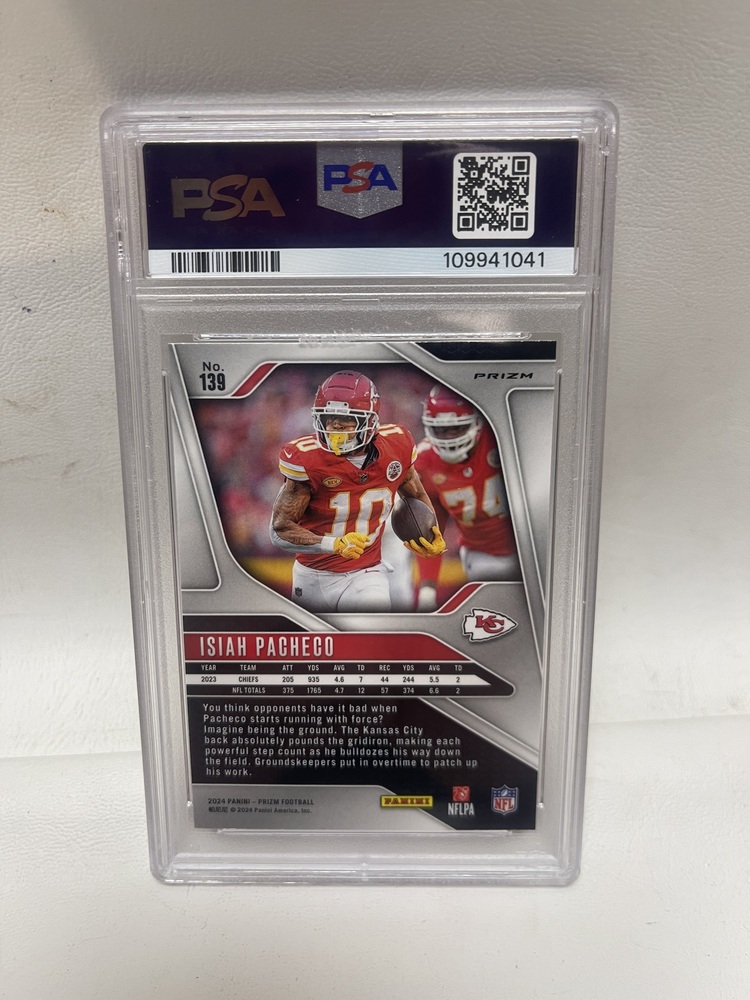 PSA
PSA
109941041
No.
139
PRIZM
10
10
74
KC
ISIAH PACHECO
YEAR TEAM ATT YDS AVG TD REC YDS AVG TD
2023 CHIEFS 205 935 4.6 7 44 244 5.5 2
NFL TOTALS 375 1765 4.7 12 57 374 6.6 2
You think opponents have it bad when
Pacheco starts running with force?
Imagine being the ground. The Kansas City
back absolutely pounds the gridiron, making each
powerful step count as he bulldozes his way down
the field. Groundskeepers put in overtime to patch up
his work.
2024 PANINI – PRIZM FOOTBALL
© 2024 Panini America, Inc.
PANINI
NFLPA
NFL